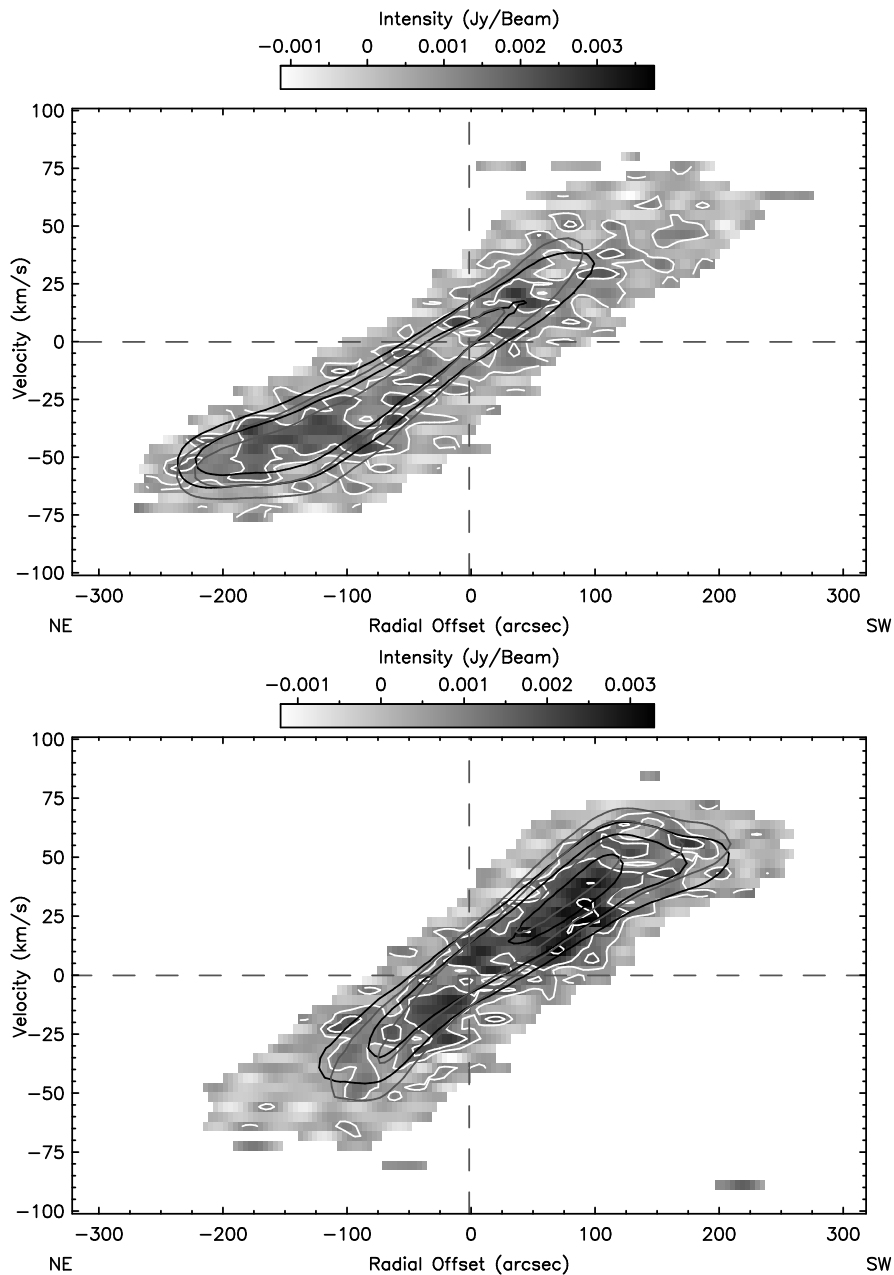 Intensity (Jy/Beam)
−0.001 0 0.001 0.002 0.003
100
75
50
25
0
−25
−50
−75
−100
Velocity (km/s)
−300 −200 −100 0 100 200 300
NE Radial Offset (arcsec) SW
Intensity (Jy/Beam)
−0.001 0 0.001 0.002 0.003
100
75
50
25
0
−25
−50
−75
−100
Velocity (km/s)
−300 −200 −100 0 100 200 300
NE Radial Offset (arcsec) SW